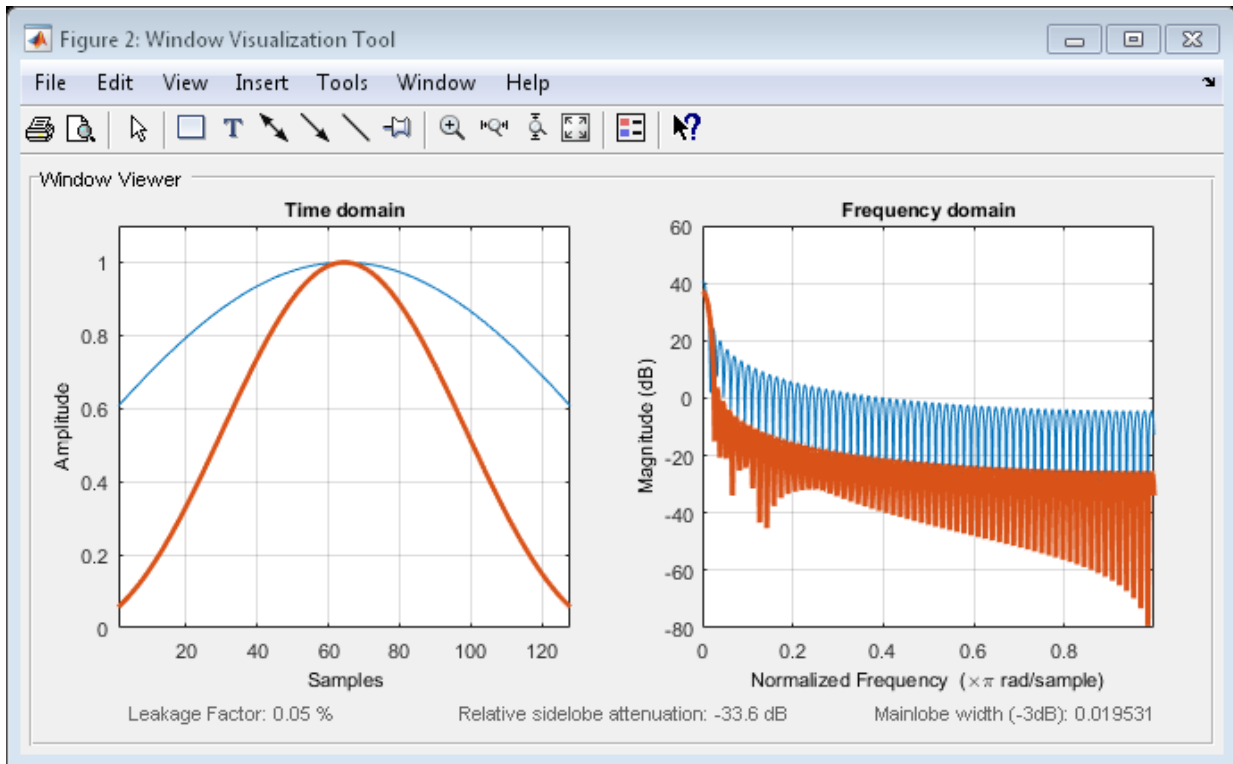 Figure 2: Window Visualization Tool
File Edit View Insert Tools Window Help
T
?
Window Viewer
Time domain
Amplitude
1
0.8
0.6
0.4
0.2
0
20 40 60 80 100 120
Samples
Frequency domain
Magnitude (dB)
60
40
20
0
-20
-40
-60
-80
0 0.2 0.4 0.6 0.8
Normalized Frequency (×π rad/sample)
Leakage Factor: 0.05 %
Relative sidelobe attenuation: -33.6 dB
Mainlobe width (-3dB): 0.019531